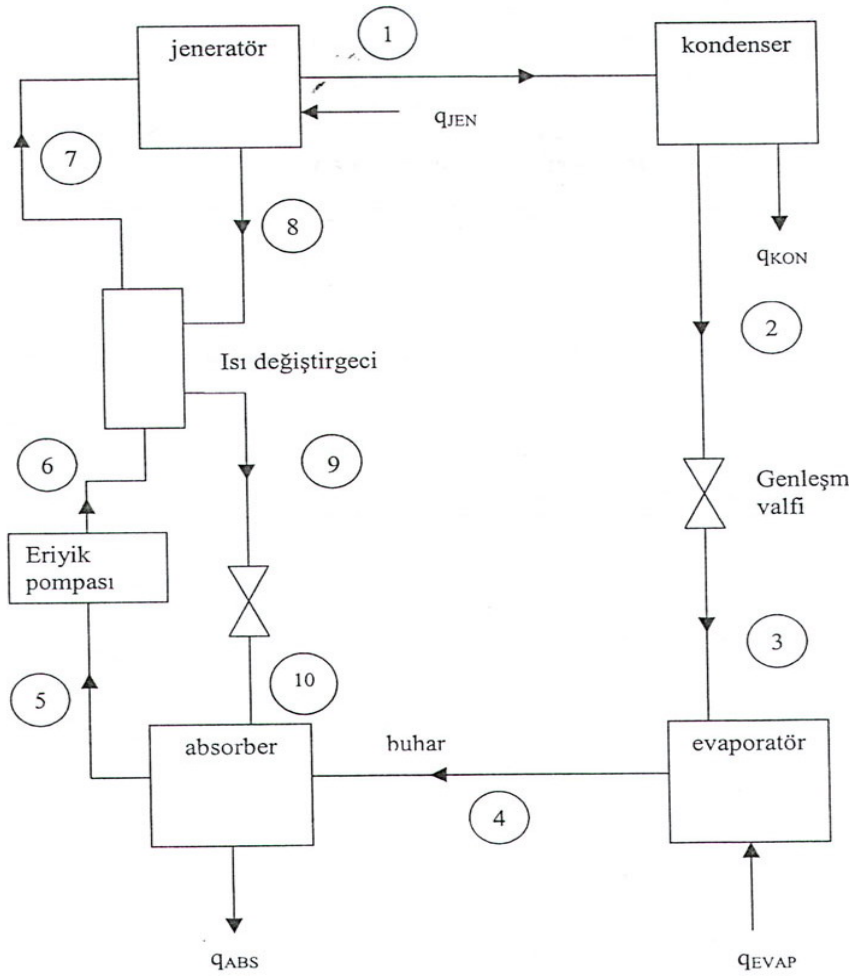 1
jeneratör
kondenser
qJEN
7
8
qKON
2
Isı değiştirgeci
6
9
Genleşm
valfi
Eriyik
pompası
3
5
10
absorber
buhar
evaporatör
4
qABS
qEVAP